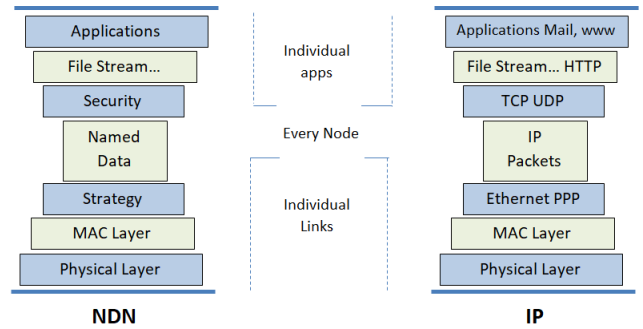 Applications
File Stream...
Security
Named
Data
Strategy
MAC Layer
Physical Layer
NDN
Individual
apps
Every Node
Individual
Links
Applications Mail, www
File Stream... HTTP
TCP UDP
IP
Packets
Ethernet PPP
MAC Layer
Physical Layer
IP